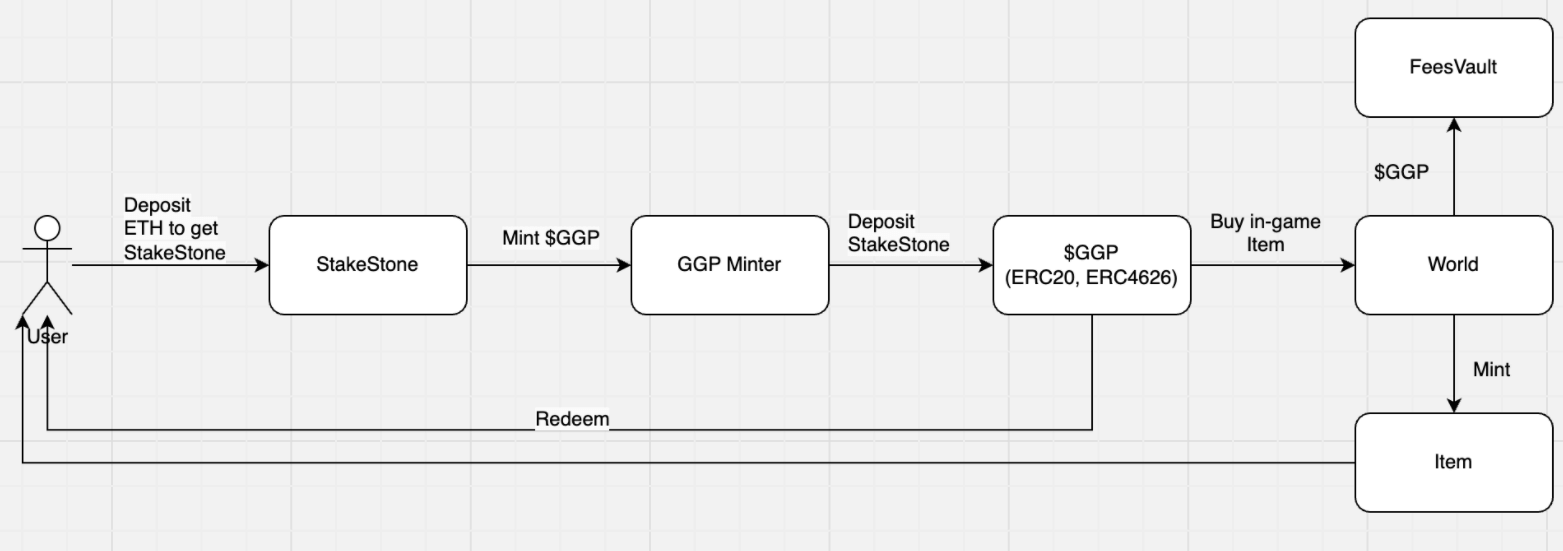 FeesVault
$GGP
Deposit
ETH to get
StakeStone
StakeStone
Mint $GGP
GGP Minter
Deposit
StakeStone
$GGP
(ERC20, ERC4626)
Buy in-game
Item
World
User
Mint
Redeem
Item